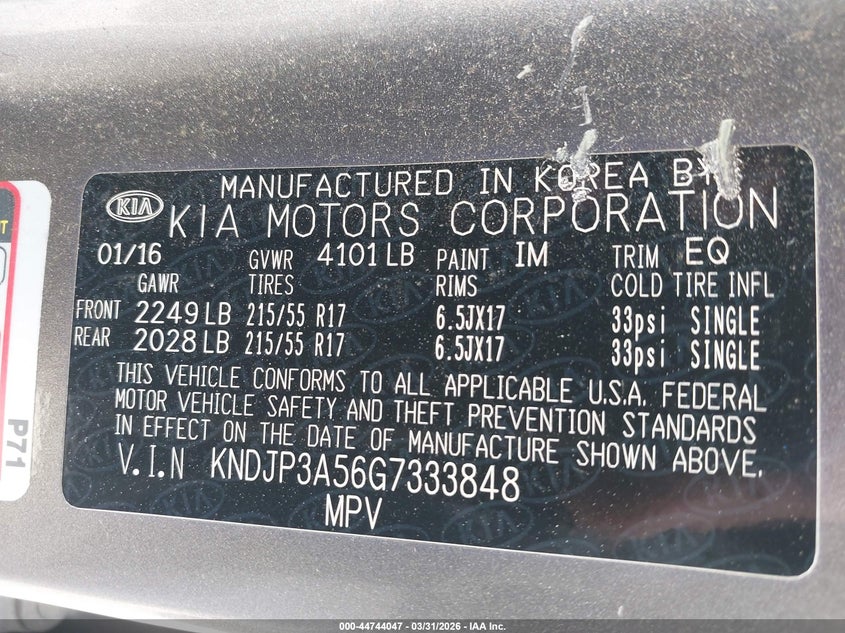 MANUFACTURED IN KOREA BY
KIA KIA MOTORS CORPORATION
01/16 GVWR 4101 LB PAINT IM TRIM EQ
GAWR TIRES RIMS COLD TIRE INFL
FRONT 2249 LB 215/55 R17 6.5JX17 33psi SINGLE
REAR 2028 LB 215/55 R17 6.5JX17 33psi SINGLE
THIS VEHICLE CONFORMS TO ALL APPLICABLE U.S.A. FEDERAL
MOTOR VEHICLE SAFETY AND THEFT PREVENTION STANDARDS
IN EFFECT ON THE DATE OF MANUFACTURE SHOWN ABOVE.
V.I.N KNDJP3A56G7333848
MPV
P71
000-44744047 — 03/31/2026 — IAA Inc.